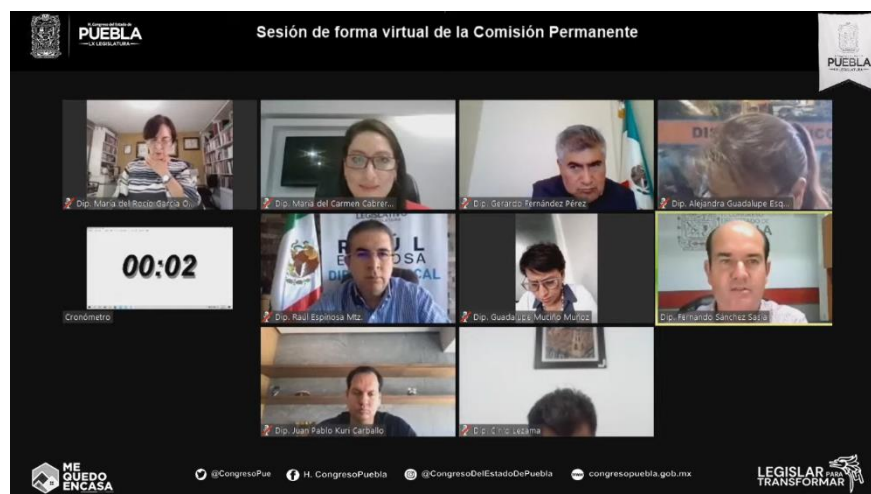 H. Congreso del Estado de
PUEBLA
LX LEGISLATURA
Sesión de forma virtual de la Comisión Permanente
PUEBLA
Dip. María del Rocío García O...
Dip. María del Carmen Cabrer...
Dip. Gerardo Fernández Pérez
Dip. Alejandra Guadalupe Esq...
00:02
Cronómetro
LEGISLATIVO
Dip. Raúl Espinosa Mtz.
Dip. Guadalupe Muciño Muñoz
Dip. Fernando Sánchez Sasia
Dip. Juan Pablo Kuri Carballo
Dip. Lezama
ME
QUEDO
ENCASA
@CongresoPue
H. CongresoPuebla
@CongresoDelEstadoDePuebla
congresopuebla.gob.mx
LEGISLAR PARA
TRANSFORMAR